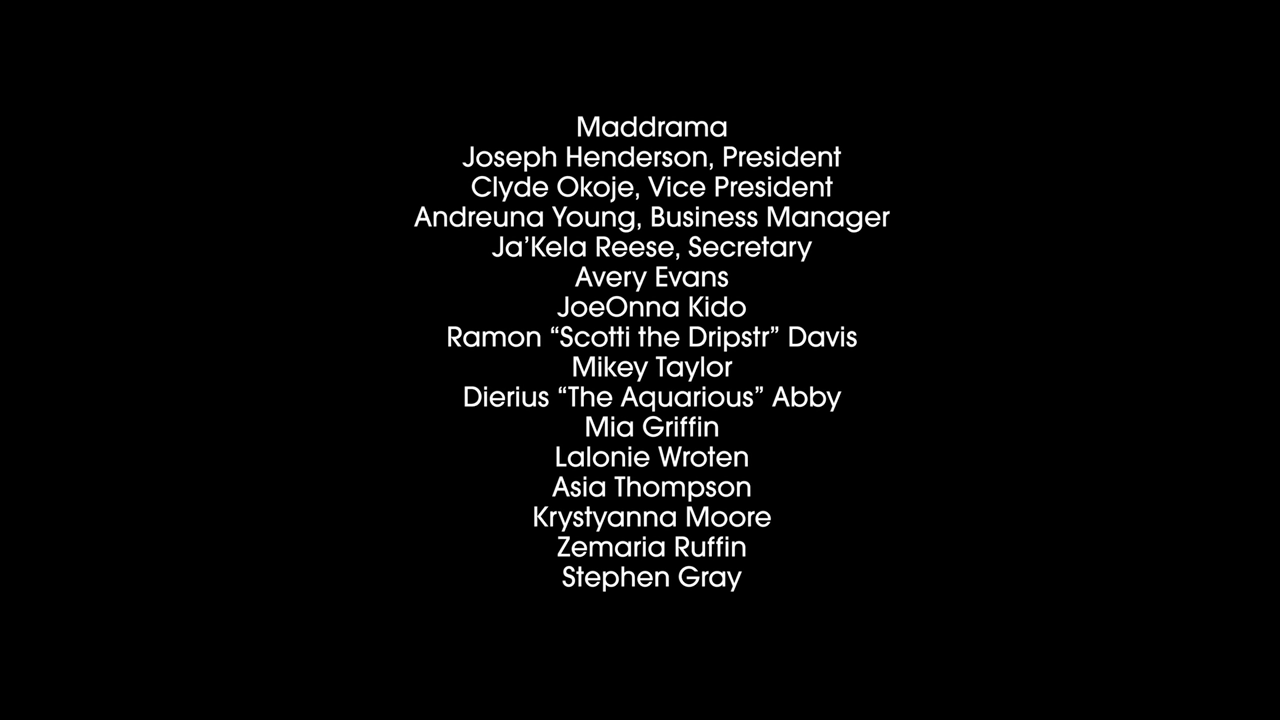 Maddrama
Joseph Henderson, President
Clyde Okoje, Vice President
Andreuna Young, Business Manager
Ja’Kela Reese, Secretary
Avery Evans
JoeOnna Kido
Ramon “Scotti the Dripstr” Davis
Mikey Taylor
Dierius “The Aquarious” Abby
Mia Griffin
Lalonie Wroten
Asia Thompson
Krystyanna Moore
Zemaria Ruffin
Stephen Gray